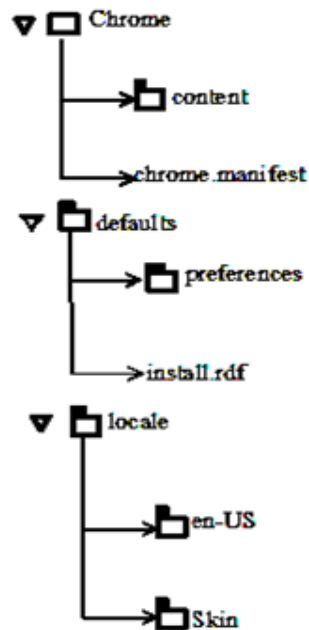 Chrome
content
chrome.manifest
defaults
preferences
install.rdf
locale
en-US
Skin